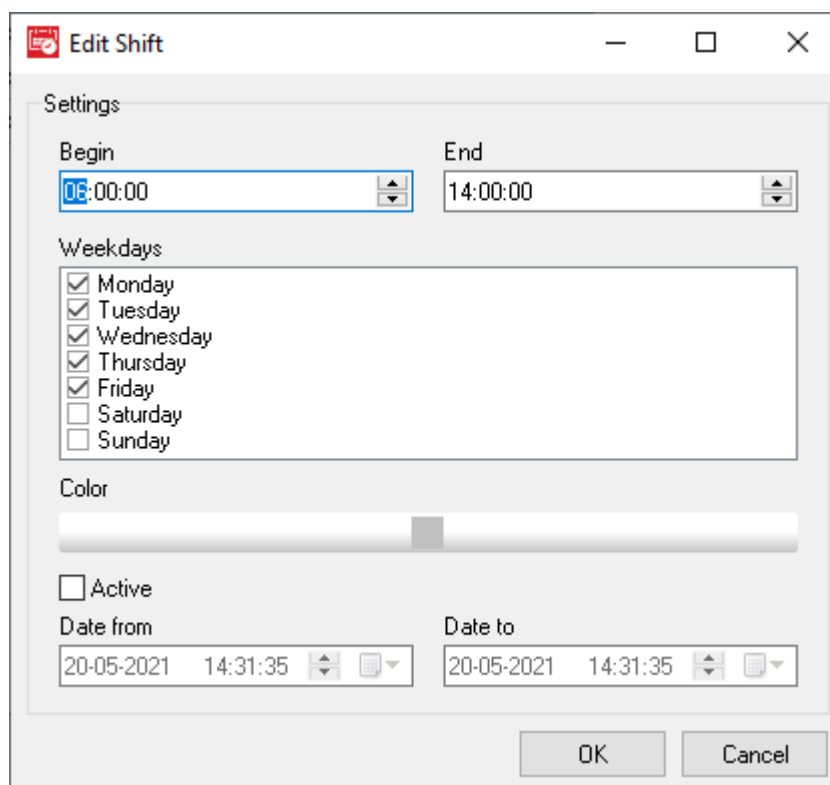 Edit Shift
Settings
Begin End
06:00:00 14:00:00
Weekdays
Monday
Tuesday
Wednesday
Thursday
Friday
Saturday
Sunday
Color
Active
Date from Date to
20-05-2021 14:31:35 20-05-2021 14:31:35
OK Cancel